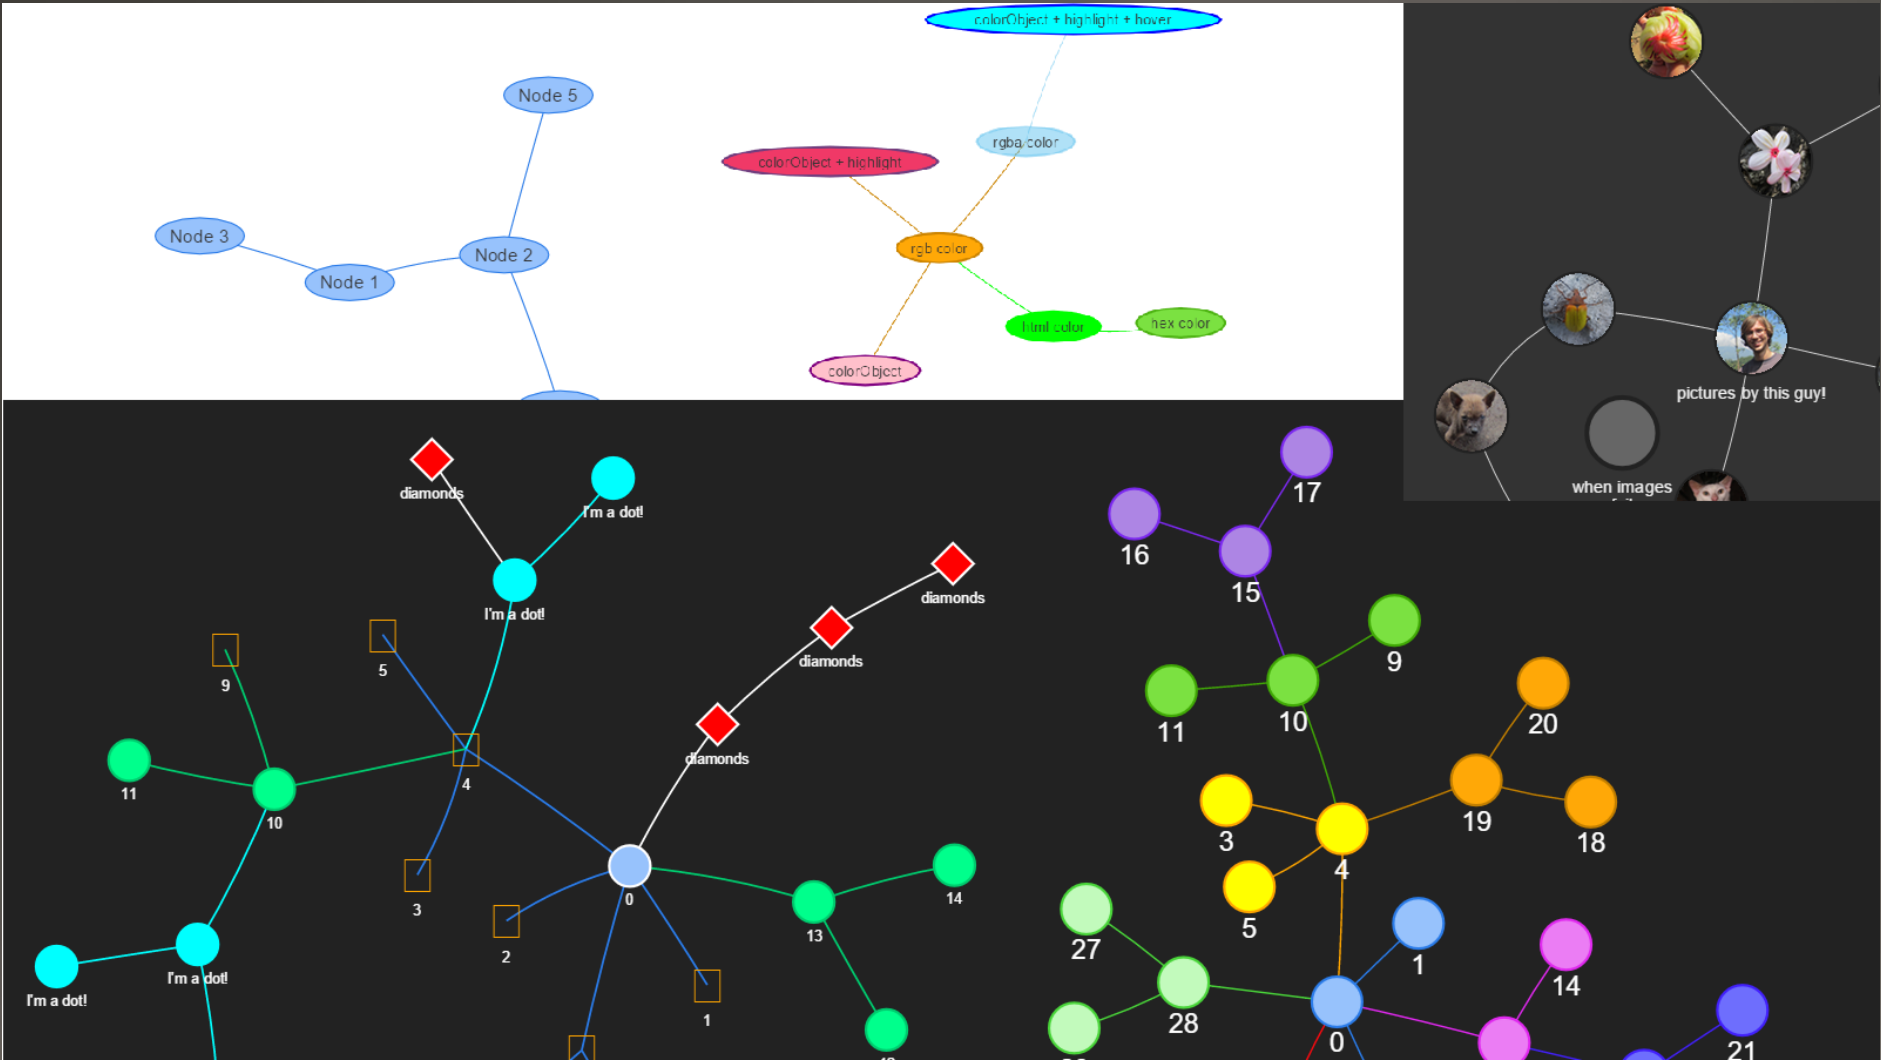 colorObject + highlight + hover
Node 5
rgba color
colorObject + highlight
Node 3
Node 2
rgb color
Node 1
html color
hex color
colorObject
pictures by this guy!
when images
diamonds
I'm a dot!
diamonds
I'm a dot!
5
9
diamonds
diamonds
4
11
10
3
0
14
13
2
I'm a dot!
I'm a dot!
1
17
16
15
9
11
10
20
3
19
18
4
5
27
1
14
28
0
21